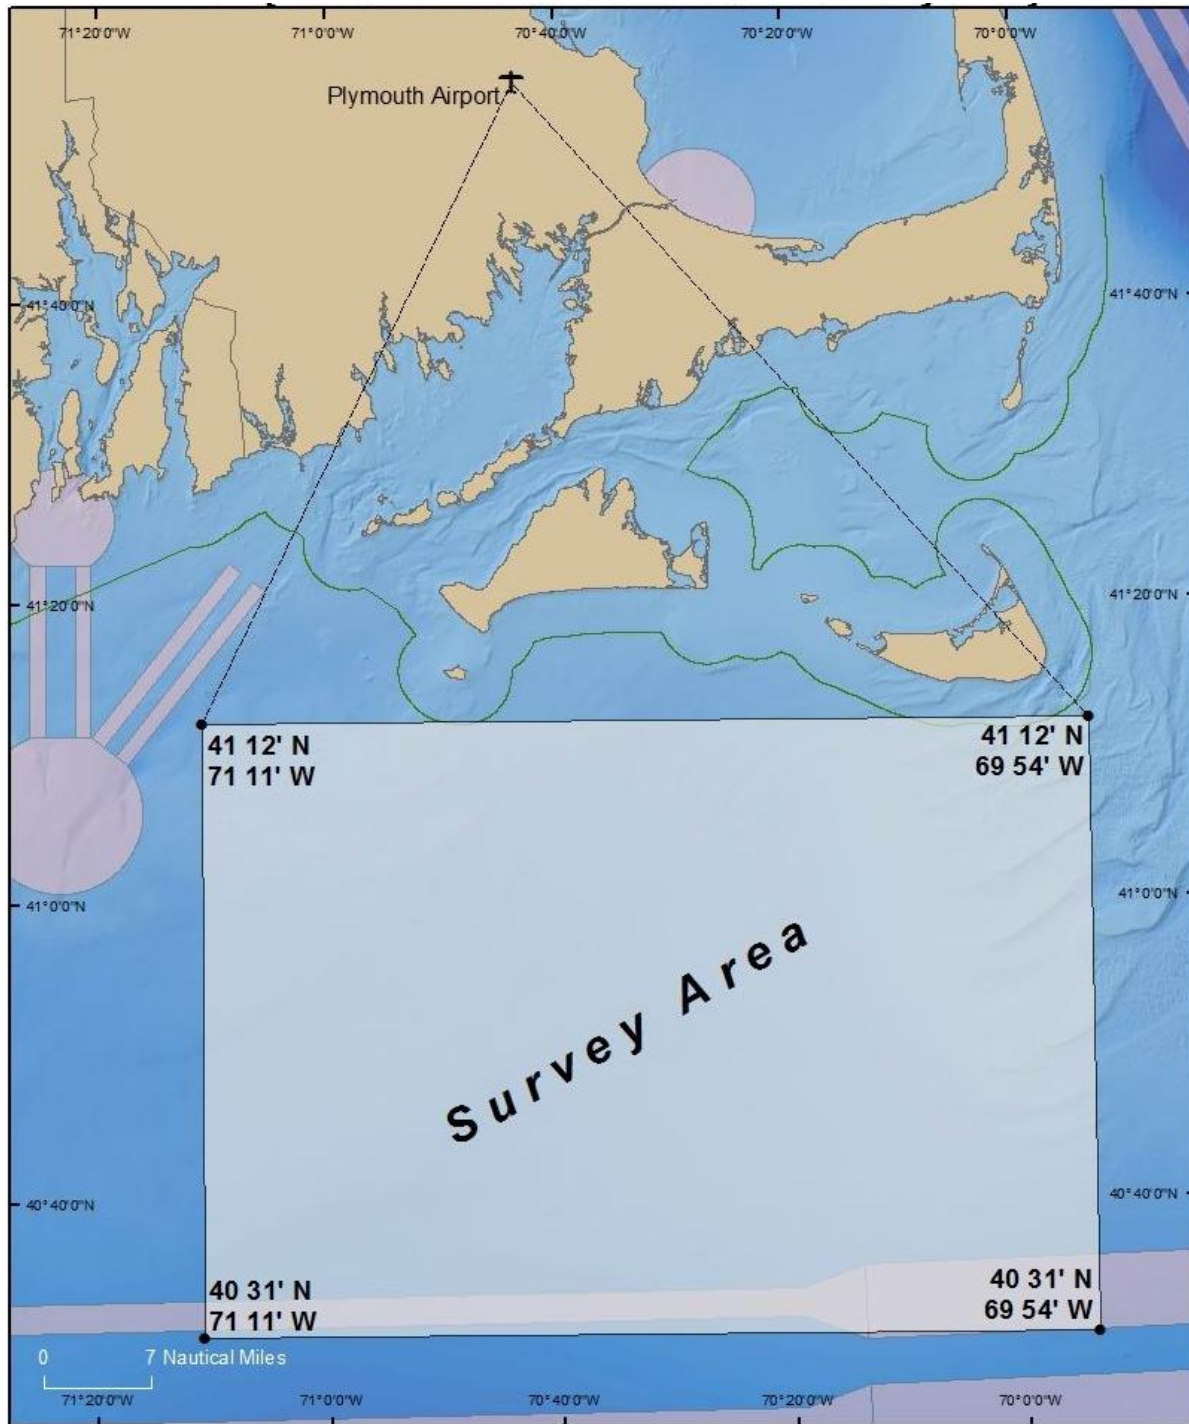 71°20'0"W 71°0'0"W 70°40'0"W 70°20'0"W 70°0'0"W
Plymouth Airport
41°40'0"N 41°40'0"N
41°20'0"N 41°20'0"N
41 12' N 41 12' N
71 11' W 69 54' W
41°0'0"N 41°0'0"N
Survey Area
40°40'0"N 40°40'0"N
40 31' N 40 31' N
71 11' W 69 54' W
0 7 Nautical Miles
71°20'0"W 71°0'0"W 70°40'0"W 70°20'0"W 70°0'0"W